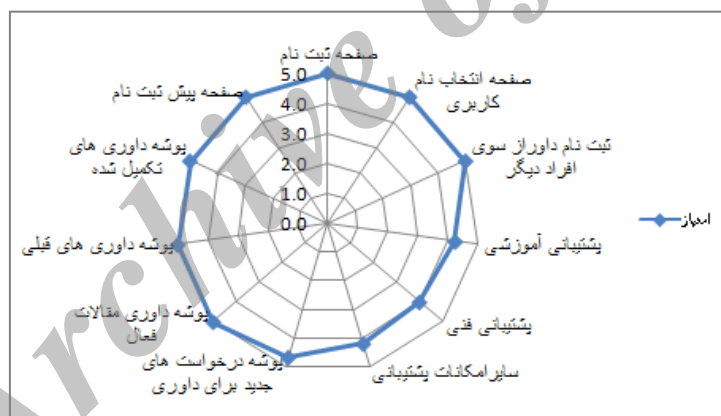 صفحه ثبت نام
صفحه انتخاب نام
کاربری
ثبت نام داوراز سوی
افراد دیگر
پشتیبانی آموزشی
پشتیبانی فنی
سایرامکانات پشتیبانی
پوشه درخواست های
جدید برای داوری
پوشه داوری مقالات
فعال
پوشه داوری های قبلی
پوشه داوری های
تکمیل شده
صفحه پیش ثبت نام
5.0
4.0
3.0
2.0
1.0
0.0
امتیاز
Archive of